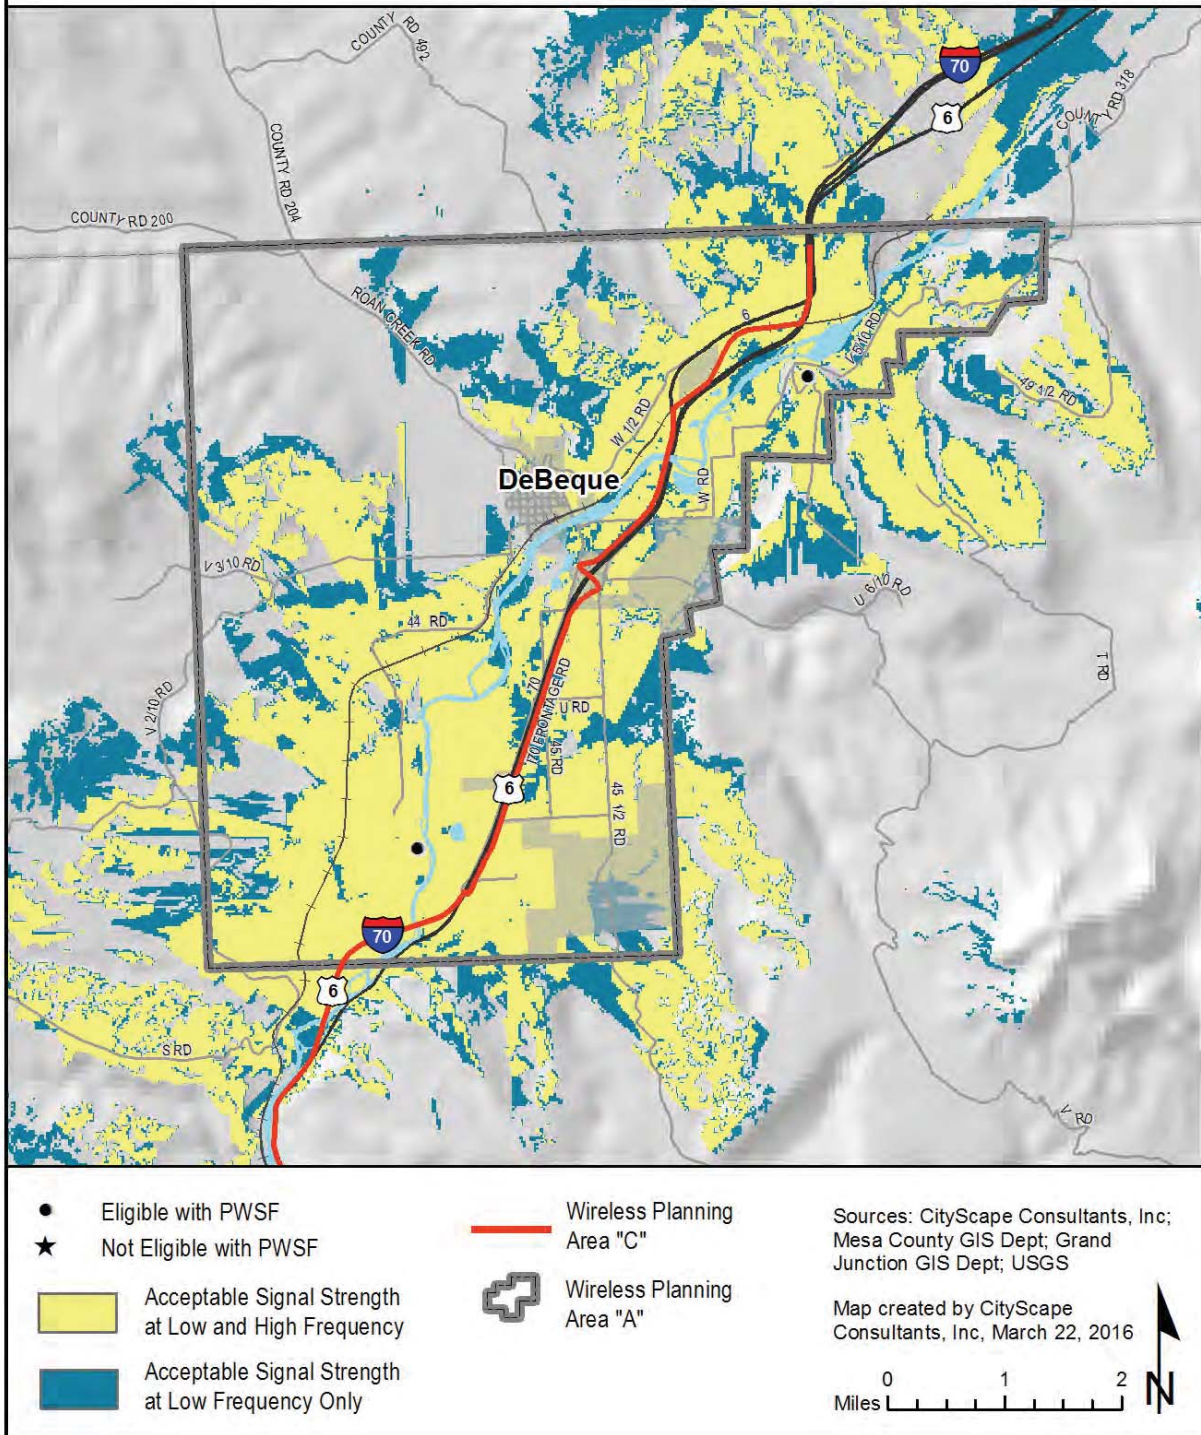 COUNTY RD 492
70
6
COUNTY RD 318
COUNTY RD 204
COUNTY RD 200
ROAN CREEK RD
6
V 5/10 RD
49 1/2 RD
W 1/2 RD
DeBeque
W RD
V 3/10 RD
U 6/10 RD
44 RD
T RD
70
I70 FRONTAGE RD
V 2/10 RD
U RD
45 RD
6
45 1/2 RD
70
6
S RD
V RD
Eligible with PWSF
Not Eligible with PWSF
Acceptable Signal Strength
at Low and High Frequency
Acceptable Signal Strength
at Low Frequency Only
Wireless Planning
Area "C"
Wireless Planning
Area "A"
Sources: CityScape Consultants, Inc;
Mesa County GIS Dept; Grand
Junction GIS Dept; USGS
Map created by CityScape
Consultants, Inc, March 22, 2016
0 1 2
Miles
N